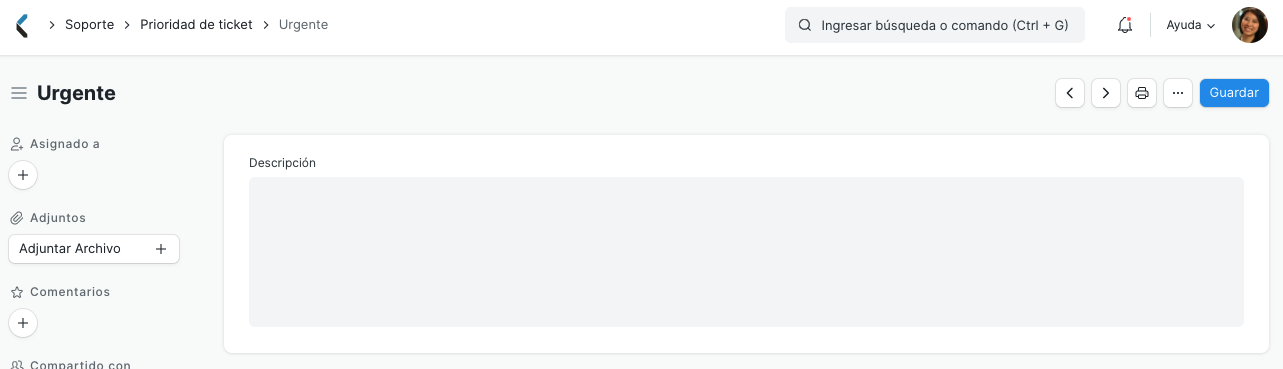 Soporte Prioridad de ticket Urgente
Ingresar búsqueda o comando (Ctrl + G)
Ayuda
Urgente
Guardar
Asignado a
Adjuntos
Adjuntar Archivo
Comentarios
Compartido con
Descripción